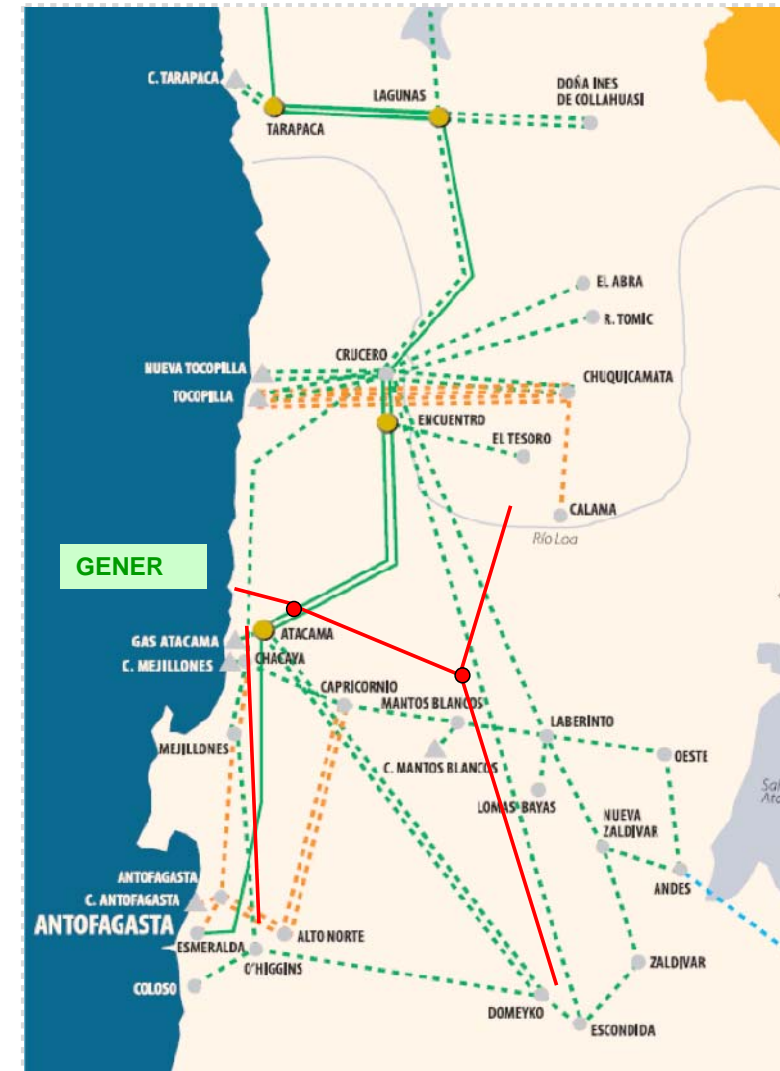 C. TARAPACA
LAGUNAS
DOÑA INES
DE COLLAHUASI
TARAPACA
EL ABRA
R. TOMIC
CRUCERO
NUEVA TOCOPILLA
CHUQUICAMATA
TOCOPILLA
ENCUENTRO
EL TESORO
CALANA
Río Loa
GENER
ATACAMA
GAS ATACAMA
CHACAYA
C. MEJILLONES
CAPRICORNIO
MANTOS BLANCOS
LABERINTO
MEJILLONES
OESTE
C. MANTOS BLANCOS
LOMAS BAYAS
NUEVA
ZALDIVAR
ANTOFAGASTA
C. ANTOFAGASTA
ANDES
ANTOFAGASTA
ESMERALDA
ALTO NORTE
O'HIGGINS
ZALDIVAR
COLOSO
DOMEYKO
ESCONDIDA